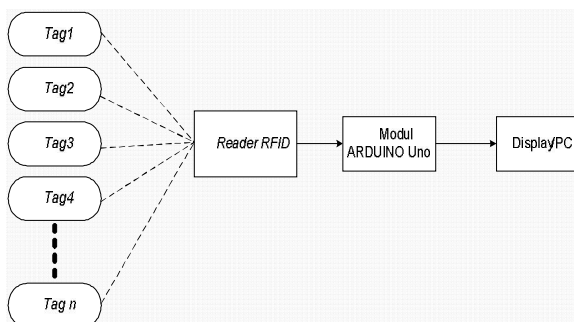 Tag1
Tag2
Tag3
Tag4
Tag n
Reader RFID
Modul
ARDUINO Uno
Display/PC